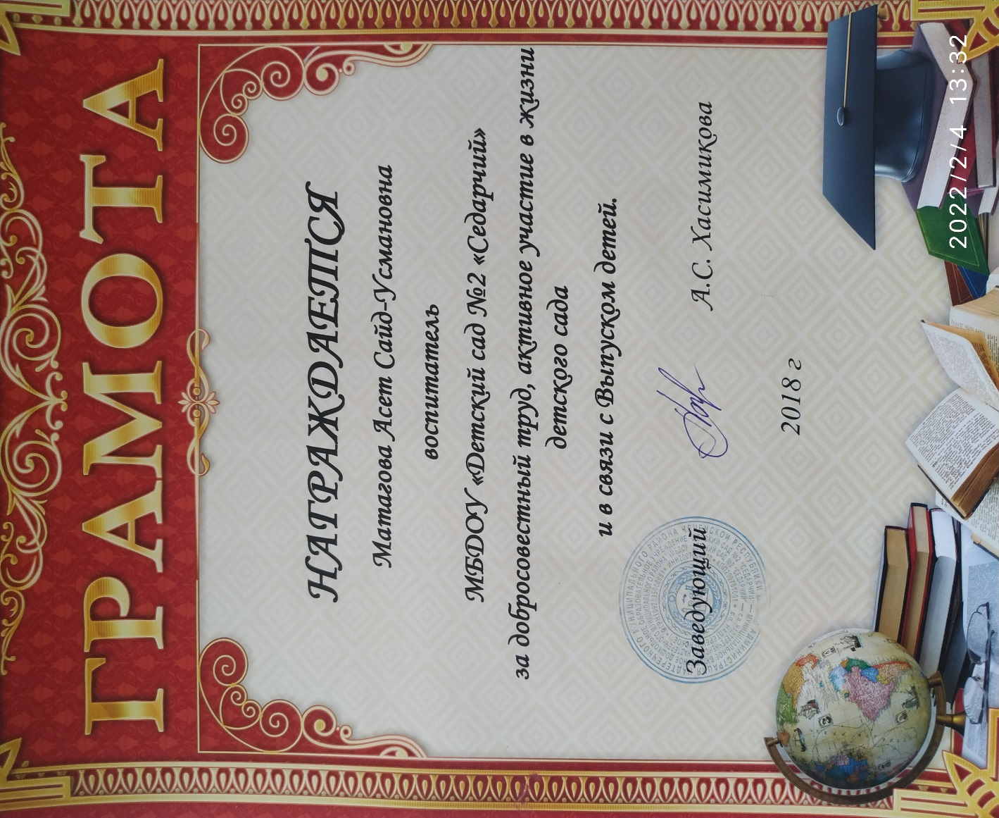 ГРАМОТА
НАГРАЖДАЕТСЯ
Матагова Асет Сайд-Усмановна
воспитатель
МБДОУ «Детский сад №2 «Седарчий»
за добросовестный труд, активное участие в жизни
детского сада
и в связи с Выпуском детей.
Заведующий А.С. Хасимикова
2018 г
2022/2/4 13:32